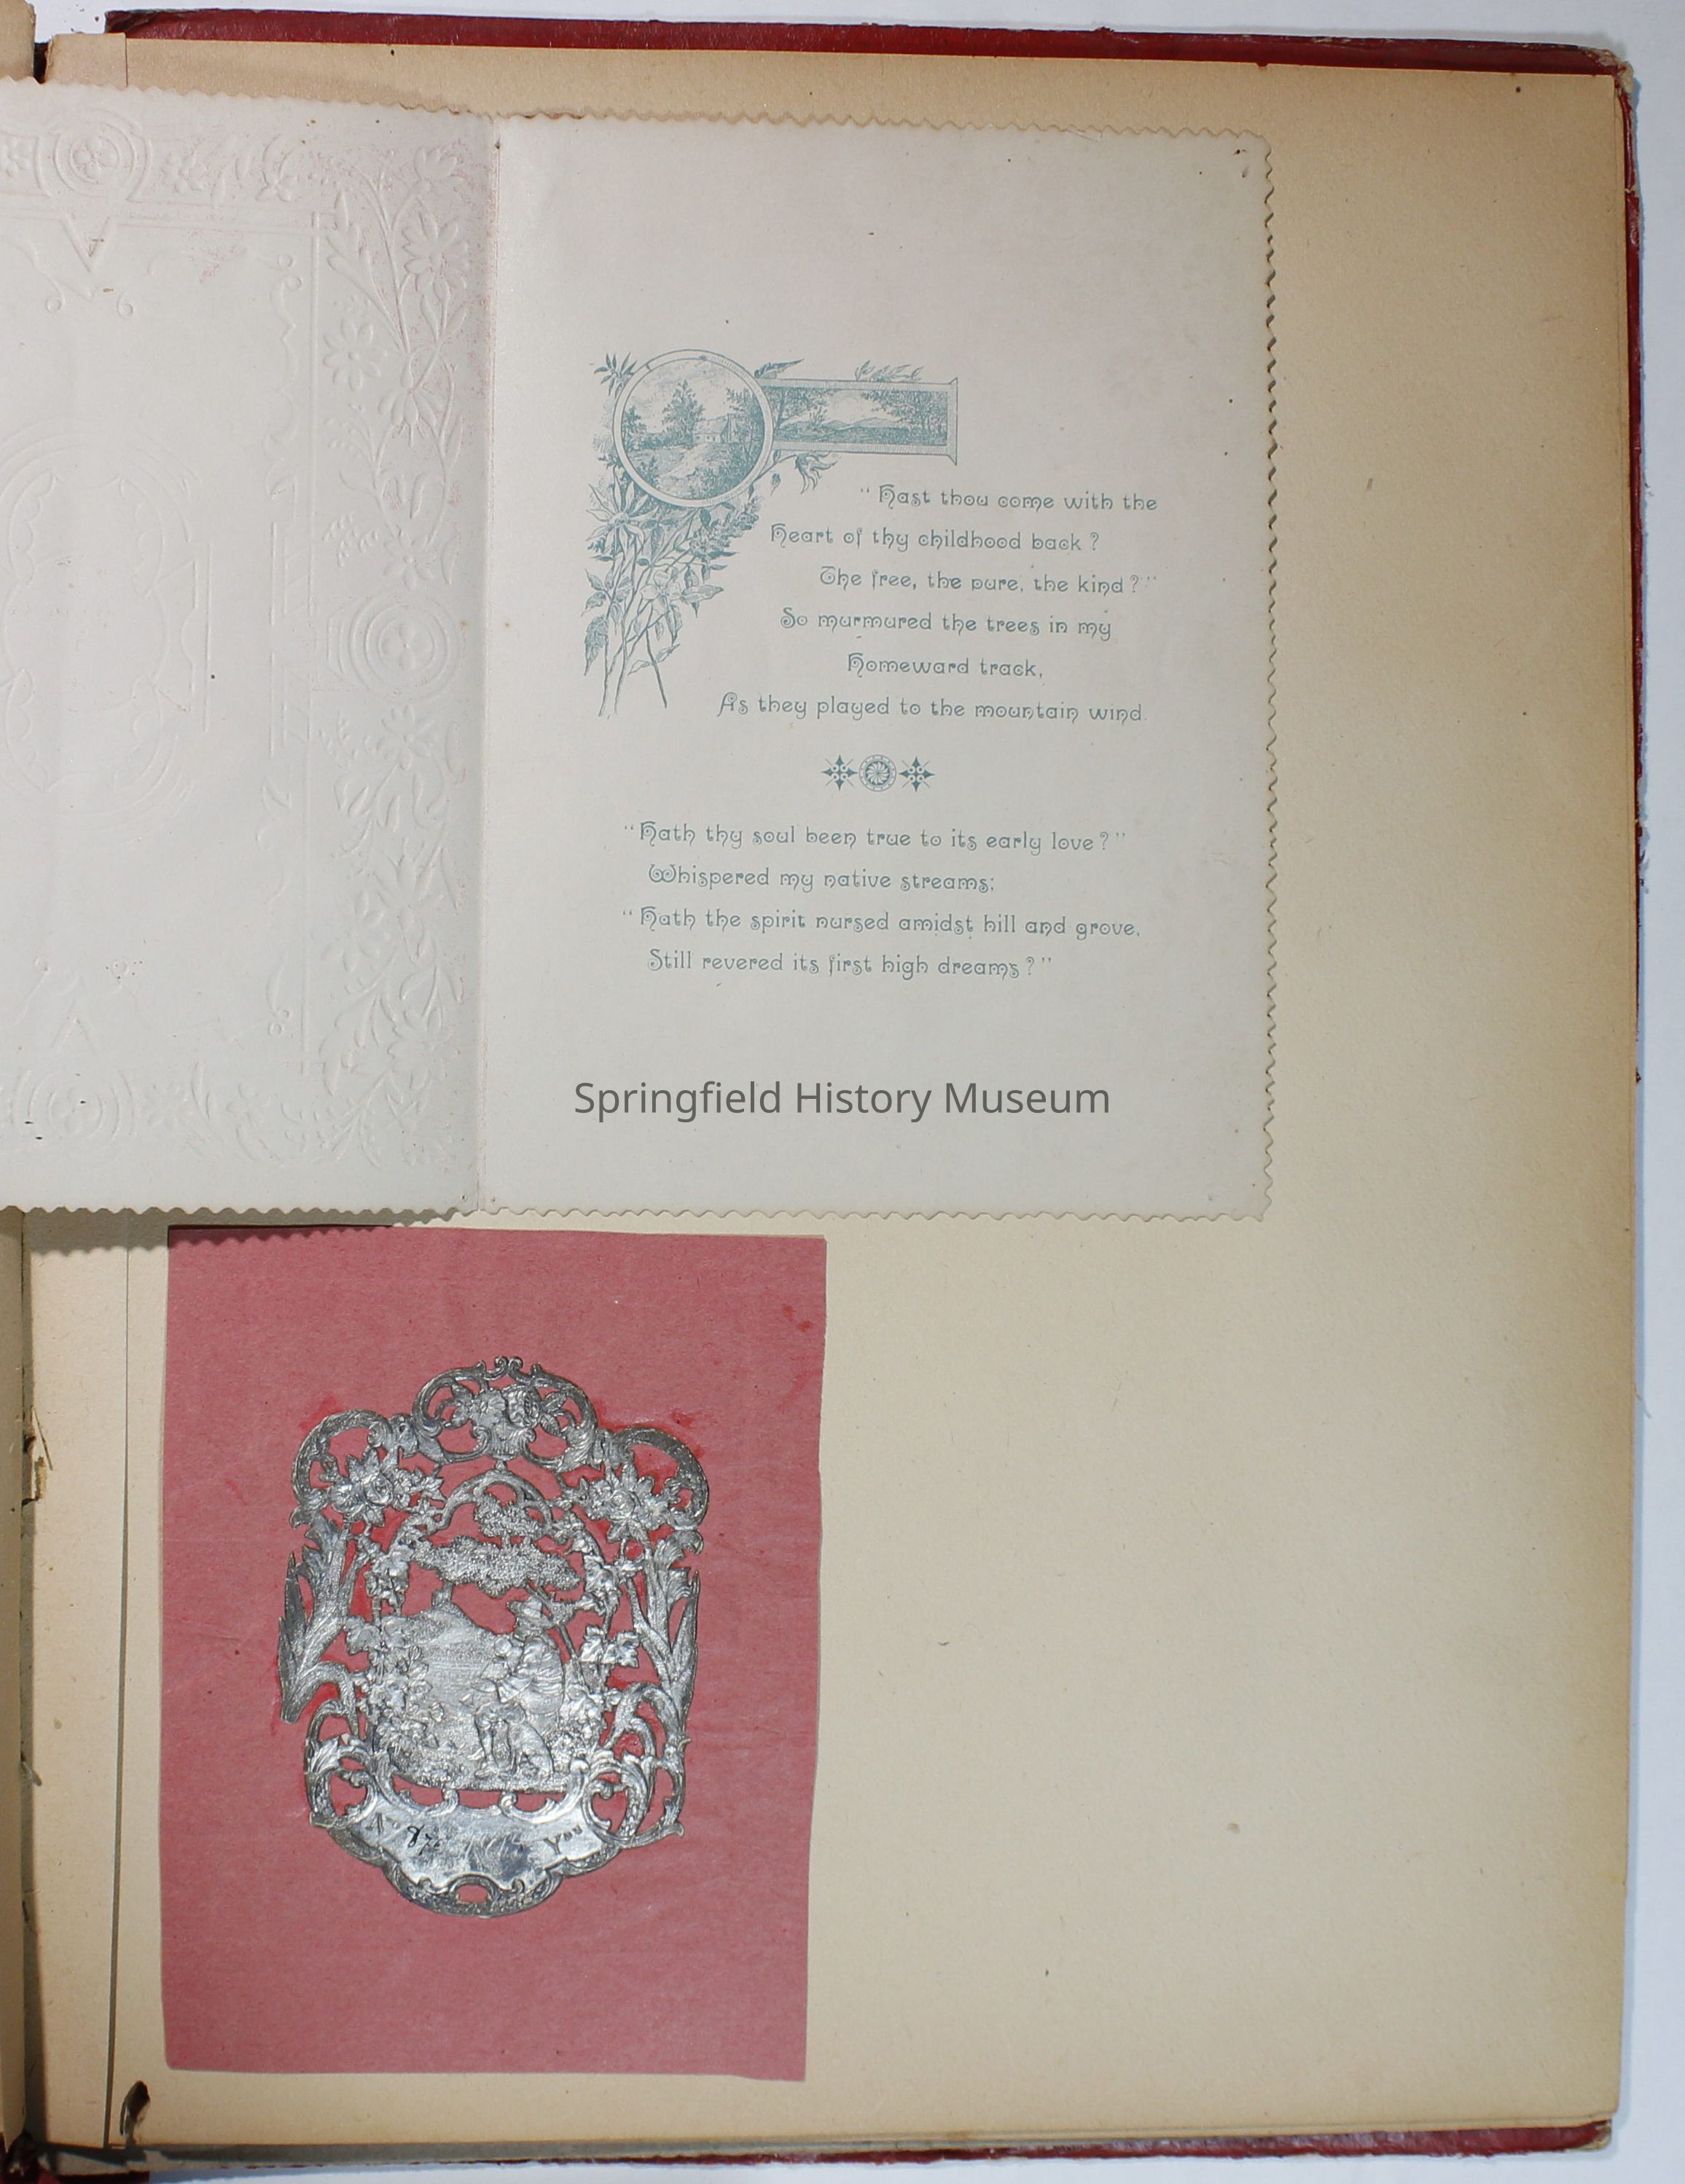 “Hast thou come with the
Heart of thy childhood back?
The free, the pure, the kind?”
So murmured the trees in my
Homeward track,
As they played to the mountain wind.
“Hath thy soul been true to its early love?”
Whispered my native streams;
“Hath the spirit nursed amidst hill and grove,
Still revered its first high dreams?”
Springfield History Museum